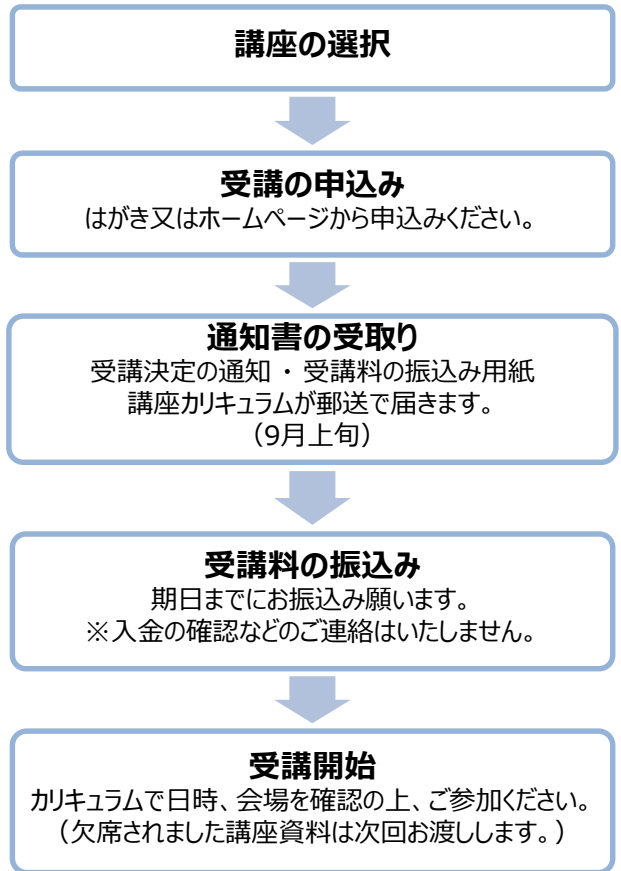 講座の選択
受講の申込み
はがき又はホームページから申込みください。
通知書の受取り
受講決定の通知 ・ 受講料の振込み用紙
講座カリキュラムが郵送で届きます。
（9月上旬）
受講料の振込み
期日までにお振込み願います。
※入金の確認などのご連絡はいたしません。
受講開始
カリキュラムで日時、会場を確認の上、ご参加ください。
（欠席されました講座資料は次回お渡しします。）